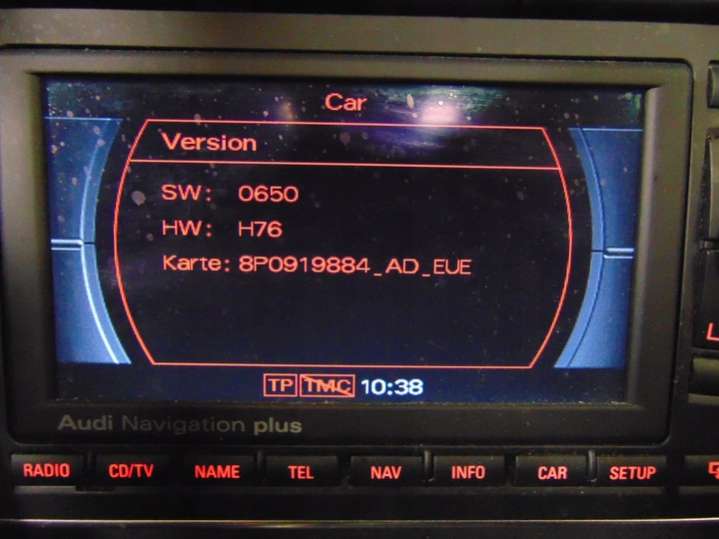 Car
Version
SW: 0650
HW: H76
Karte: 8P0919884_AD_EUE
TP TMC 10:38
Audi Navigation plus
RADIO CD/TV NAME TEL NAV INFO CAR SETUP